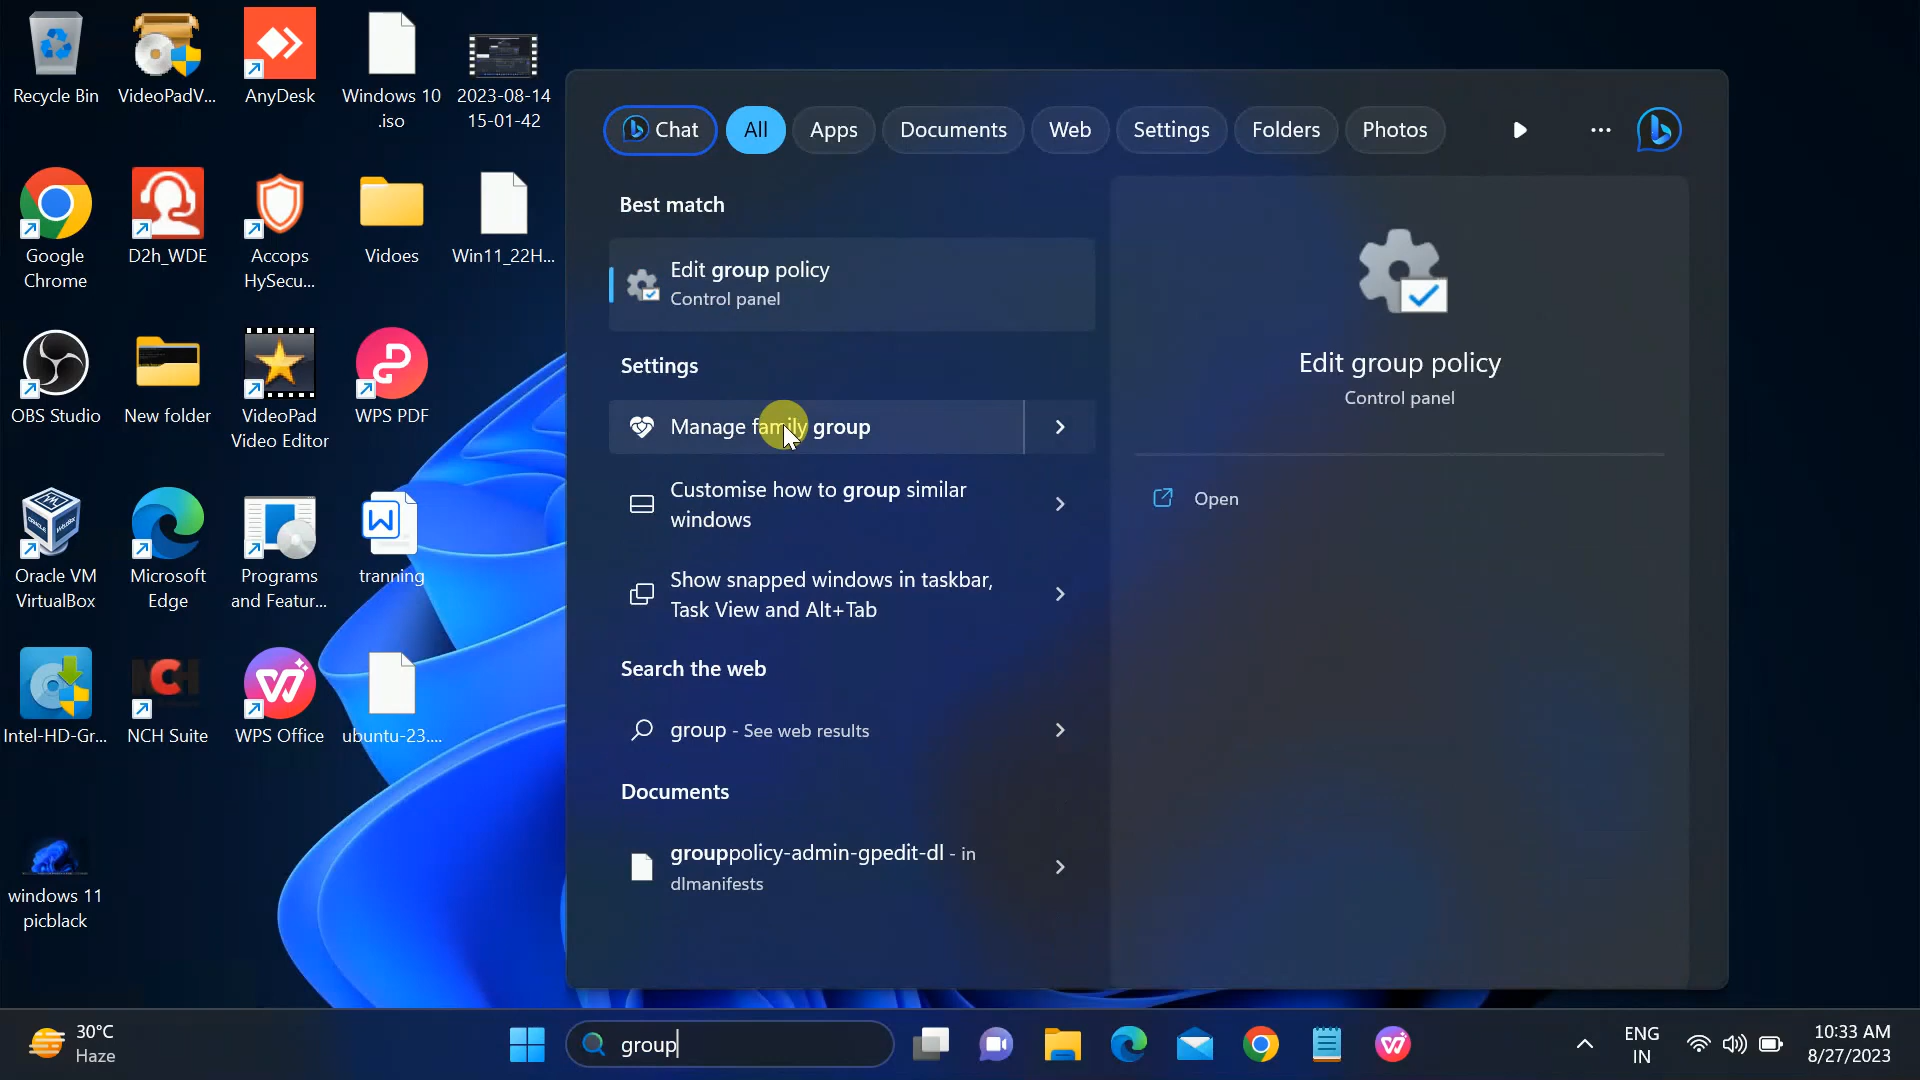 Recycle Bin
VideoPadV...
AnyDesk
Windows 10
.iso
2023-08-14
15-01-42
Google
Chrome
D2h_WDE
Accops
HySecu...
Vidoes
Win11_22H...
OBS Studio
New folder
VideoPad
Video Editor
WPS PDF
Oracle VM
VirtualBox
Microsoft
Edge
Programs
and Featur...
tranning
Intel-HD-Gr...
NCH Suite
WPS Office
ubuntu-23....
windows 11
picblack
Chat
All
Apps
Documents
Web
Settings
Folders
Photos
Best match
Edit group policy
Control panel
Settings
Manage family group
Customise how to group similar
windows
Show snapped windows in taskbar,
Task View and Alt+Tab
Search the web
group - See web results
Documents
grouppolicy-admin-gpedit-dl - in
dlmanifests
Edit group policy
Control panel
Open
30°C
Haze
group
ENG
IN
10:33 AM
8/27/2023